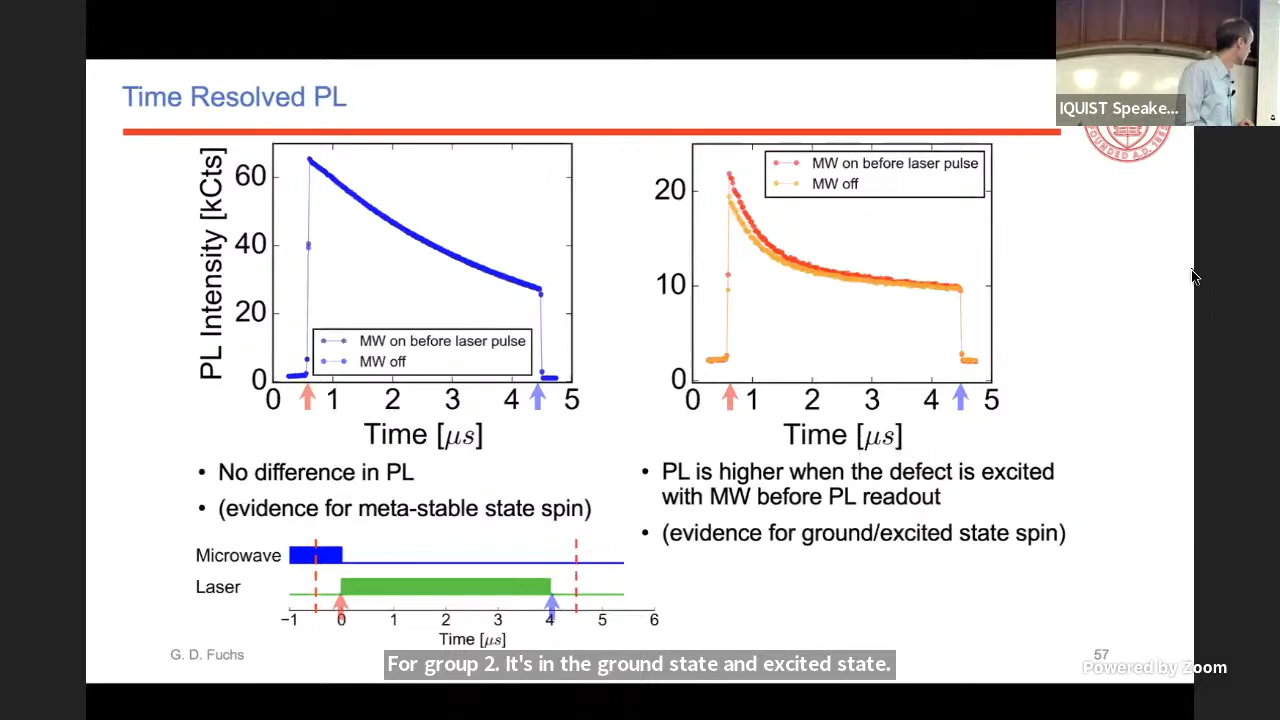 IQUIST Speake...
Time Resolved PL
FOUNDED A.D. 1865
PL Intensity [kCts]
60
40
20
0
MW on before laser pulse
MW off
0 1 2 3 4 5
Time [μs]
20
10
0
MW on before laser pulse
MW off
0 1 2 3 4 5
Time [μs]
• No difference in PL
• (evidence for meta-stable state spin)
• PL is higher when the defect is excited
with MW before PL readout
• (evidence for ground/excited state spin)
Microwave
Laser
−1 0 1 2 3 4 5 6
Time [μs]
G. D. Fuchs
57
For group 2. It's in the ground state and excited state.
Powered by Zoom